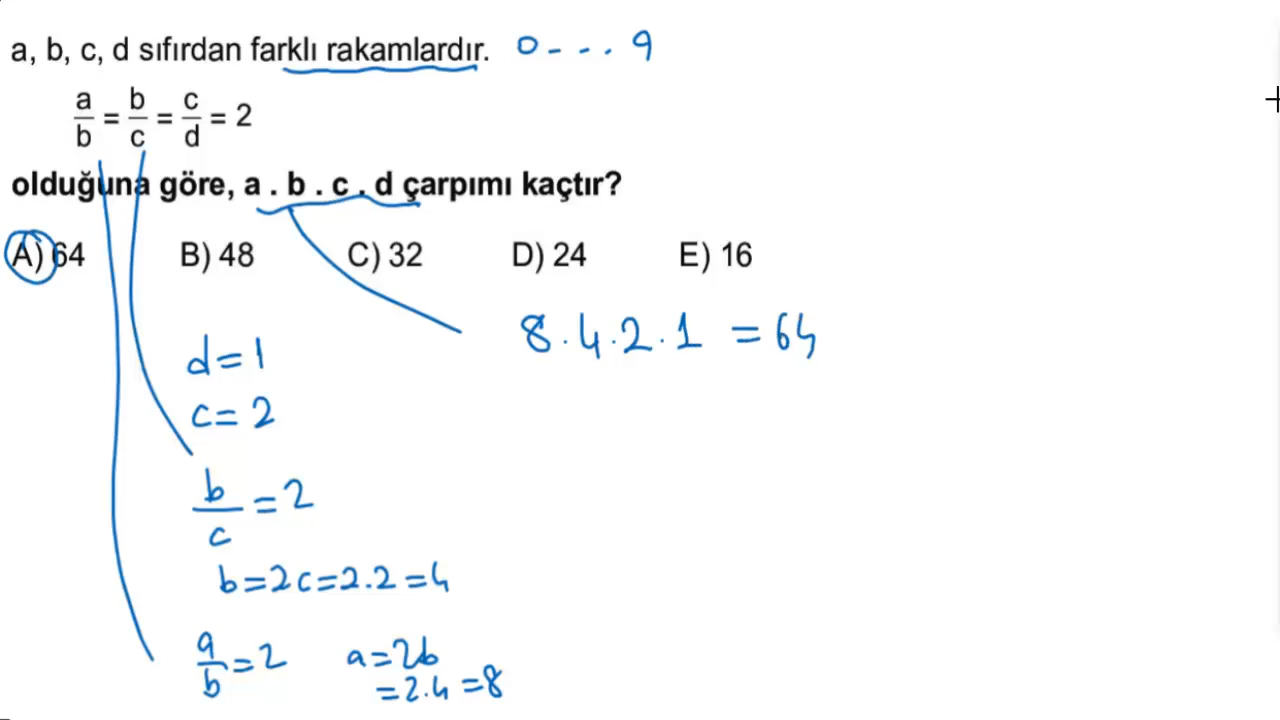 a, b, c, d sıfırdan farklı rakamlardır. 0 - - . . 9
a/b = b/c = c/d = 2
olduğuna göre, a . b . c . d çarpımı kaçtır?
A) 64 B) 48 C) 32 D) 24 E) 16
8 . 4 . 2 . 1 = 64
d = 1
c = 2
b/c = 2
b = 2c = 2.2 = 4
a/b = 2 a = 2b
= 2.4 = 8